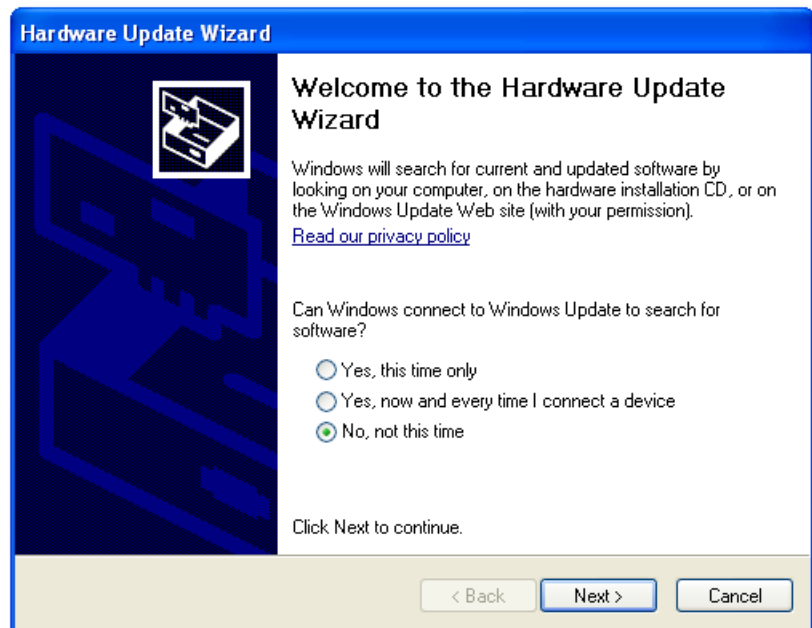 Hardware Update Wizard
Welcome to the Hardware Update
Wizard
Windows will search for current and updated software by
looking on your computer, on the hardware installation CD, or on
the Windows Update Web site (with your permission).
Read our privacy policy
Can Windows connect to Windows Update to search for
software?
Yes, this time only
Yes, now and every time I connect a device
No, not this time
Click Next to continue.
< Back Next > Cancel